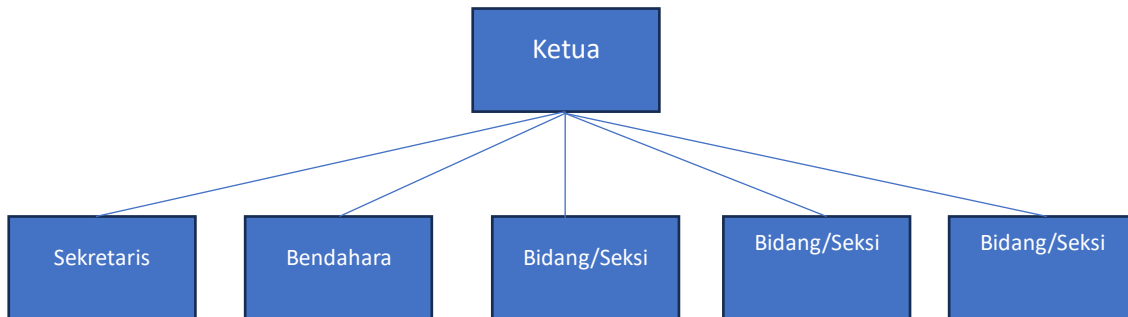 Ketua
Sekretaris
Bendahara
Bidang/Seksi
Bidang/Seksi
Bidang/Seksi